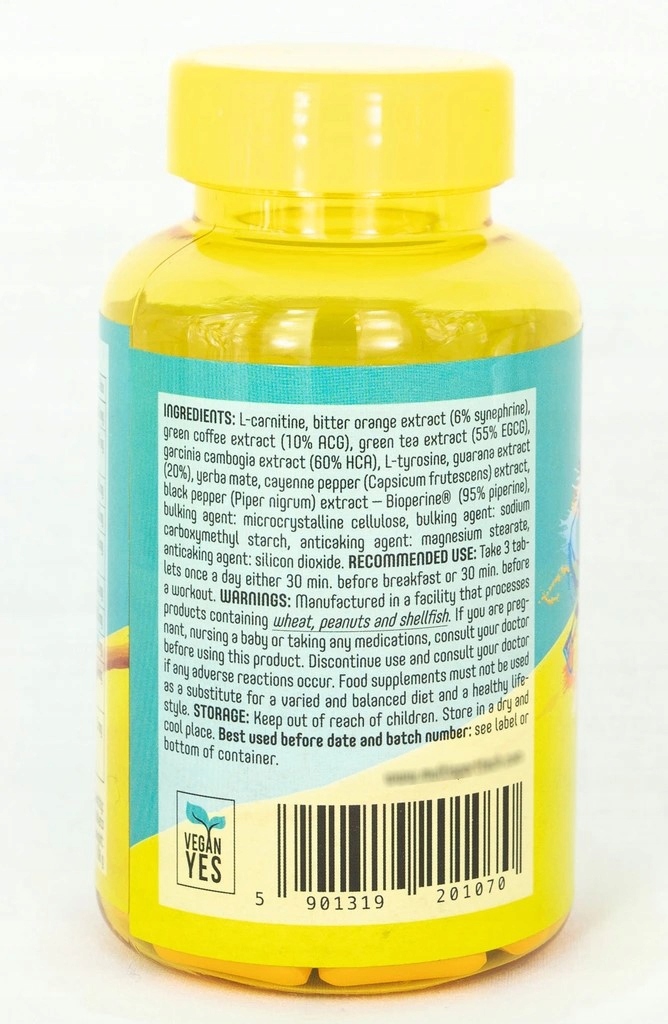 INGREDIENTS: L-carnitine, bitter orange extract (6% synephrine),
green coffee extract (10% ACG), green tea extract (55% EGCG),
garcinia cambogia extract (60% HCA), L-tyrosine, guarana extract
(20%), yerba mate, cayenne pepper (Capsicum frutescens) extract,
black pepper (Piper nigrum) extract – Bioperine® (95% piperine),
bulking agent: microcrystalline cellulose, bulking agent: sodium
carboxymethyl starch, anticaking agent: magnesium stearate,
anticaking agent: silicon dioxide. RECOMMENDED USE: Take 3 tab-
lets once a day either 30 min. before breakfast or 30 min. before
a workout. WARNINGS: Manufactured in a facility that processes
products containing wheat, peanuts and shellfish. If you are preg-
nant, nursing a baby or taking any medications, consult your doctor
before using this product. Discontinue use and consult your doctor
if any adverse reactions occur. Food supplements must not be used
as a substitute for a varied and balanced diet and a healthy life-
style. STORAGE: Keep out of reach of children. Store in a dry and
cool place. Best used before date and batch number: see label or
bottom of container.
VEGAN
YES
5 901319 201070